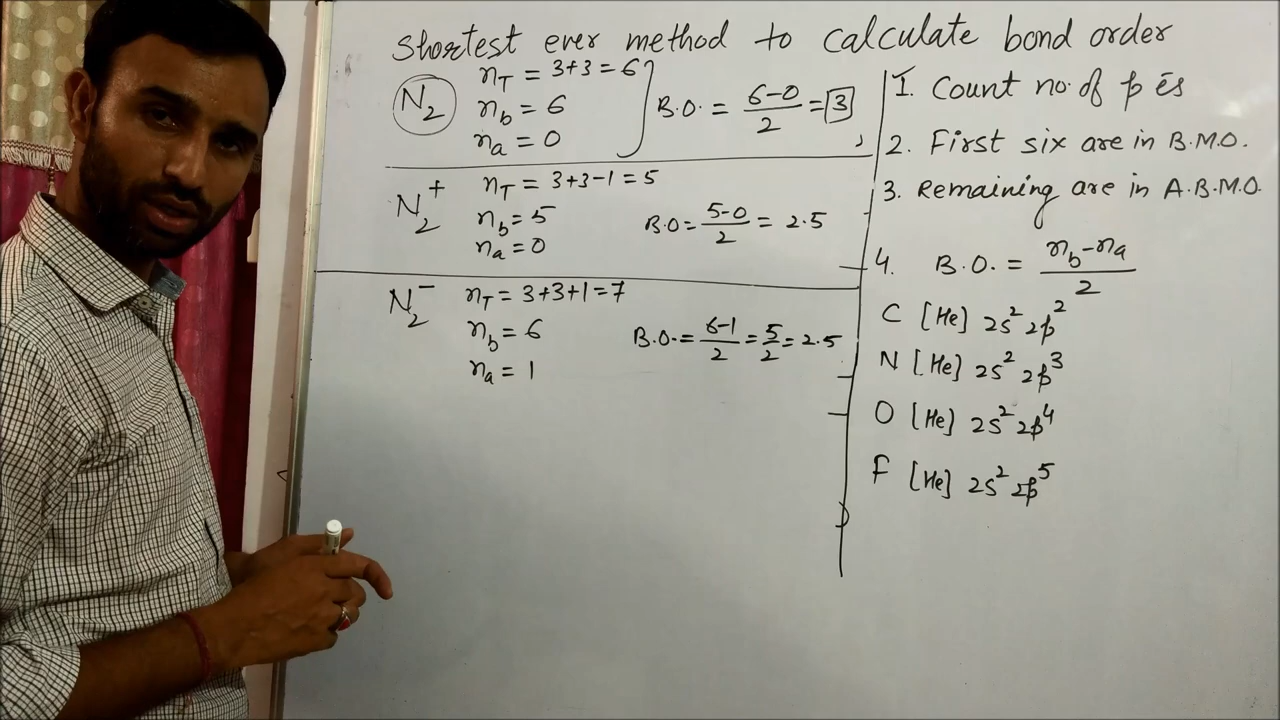 Shortest ever method to calculate bond order
N₂
n_T = 3+3 = 6
n_b = 6
n_a = 0
B.O. = 6-0/2 = 3
N₂⁺
n_T = 3+3-1 = 5
n_b = 5
n_a = 0
B.O = 5-0/2 = 2.5
N₂⁻
n_T = 3+3+1 = 7
n_b = 6
n_a = 1
B.O. = 6-1/2 = 5/2 = 2.5
1. Count no. of p es
2. First six are in B.M.O.
3. Remaining are in A.B.M.O.
4. B.O. = n_b-n_a/2
C [He] 2s² 2p²
N [He] 2s² 2p³
O [He] 2s² 2p⁴
F [He] 2s² 2p⁵